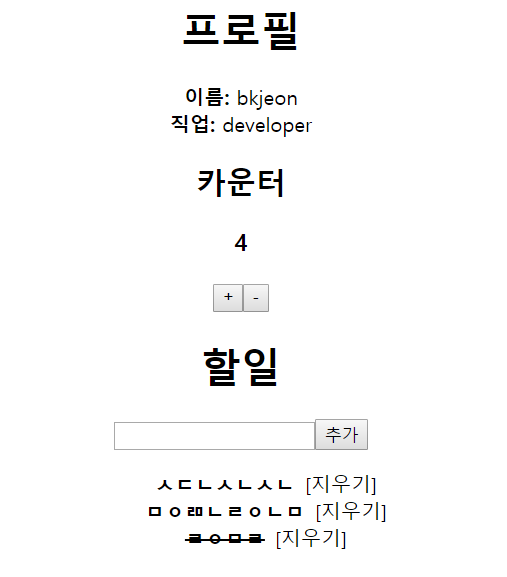 프로필
이름: bkjeon
직업: developer
카운터
4
+ -
할일
추가
ㅅㄷㄴㅅㄴㅅㄴ [지우기]
ㅁㅇㄻㄴㄹㅇㄴㅁ [지우기]
ㄹㅇㅁㄹ [지우기]